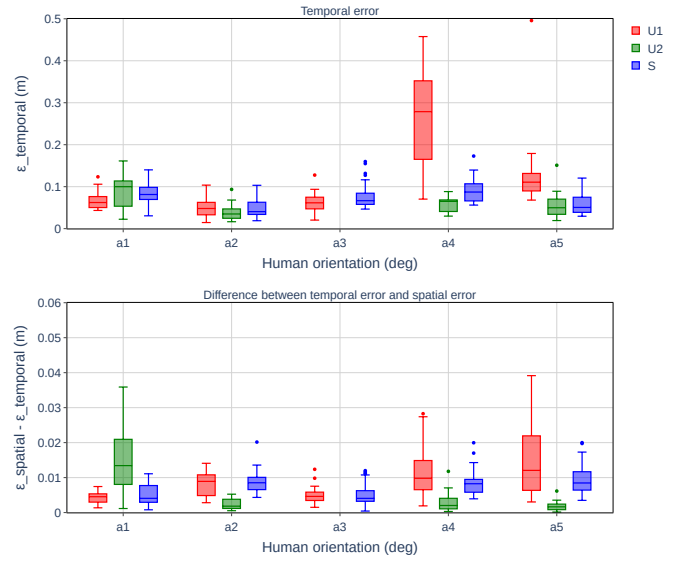 Temporal error
0.5
0.4
0.3
0.2
0.1
0
ε_temporal (m)
a1 a2 a3 a4 a5
Human orientation (deg)
U1
U2
S
Difference between temporal error and spatial error
0.06
0.05
0.04
0.03
0.02
0.01
0
ε_spatial - ε_temporal (m)
a1 a2 a3 a4 a5
Human orientation (deg)